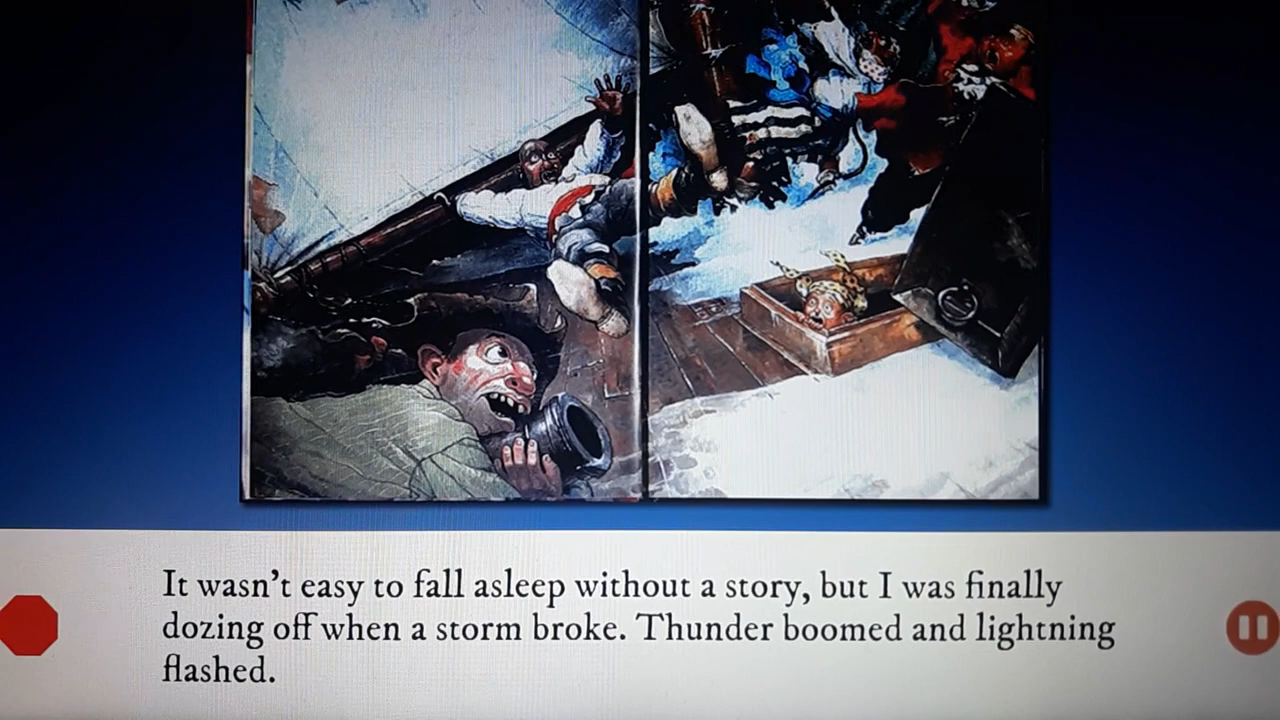 It wasn't easy to fall asleep without a story, but I was finally
dozing off when a storm broke. Thunder boomed and lightning
flashed.